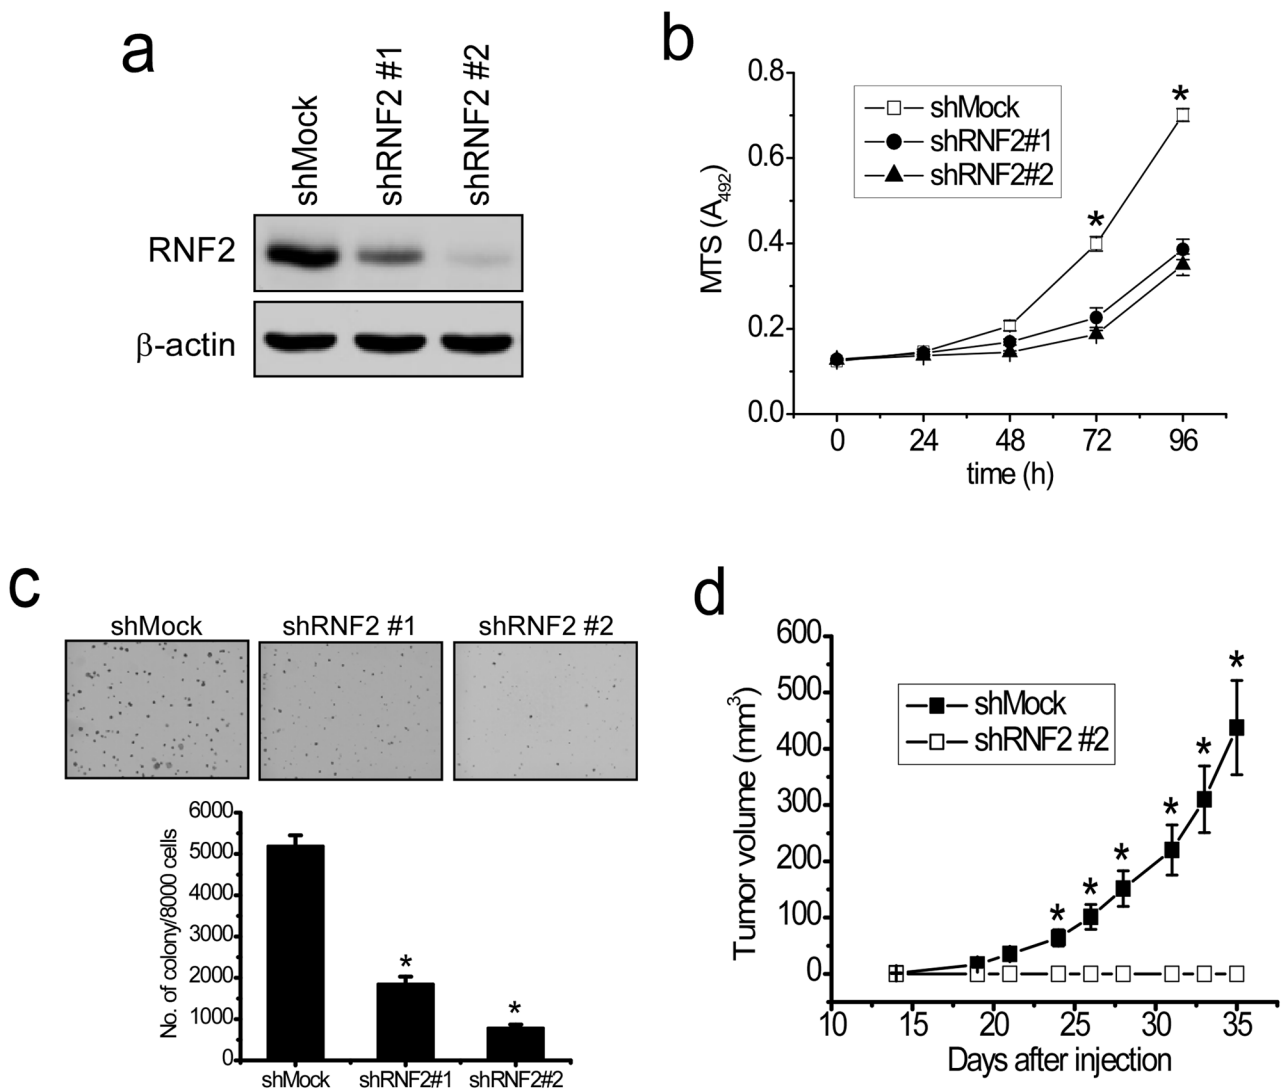 a
shMock
shRNF2 #1
shRNF2 #2
RNF2
β-actin
b
0.8
0.6
0.4
0.2
0.0
MTS (A492)
shMock
shRNF2#1
shRNF2#2
*
*
0 24 48 72 96
time (h)
c
shMock shRNF2 #1 shRNF2 #2
6000
5000
4000
3000
2000
1000
0
No. of colony/8000 cells
*
*
shMock shRNF2#1 shRNF2#2
d
600
500
400
300
200
100
0
Tumor volume (mm³)
shMock
shRNF2 #2
*
*
*
*
*
*
10 15 20 25 30 35
Days after injection